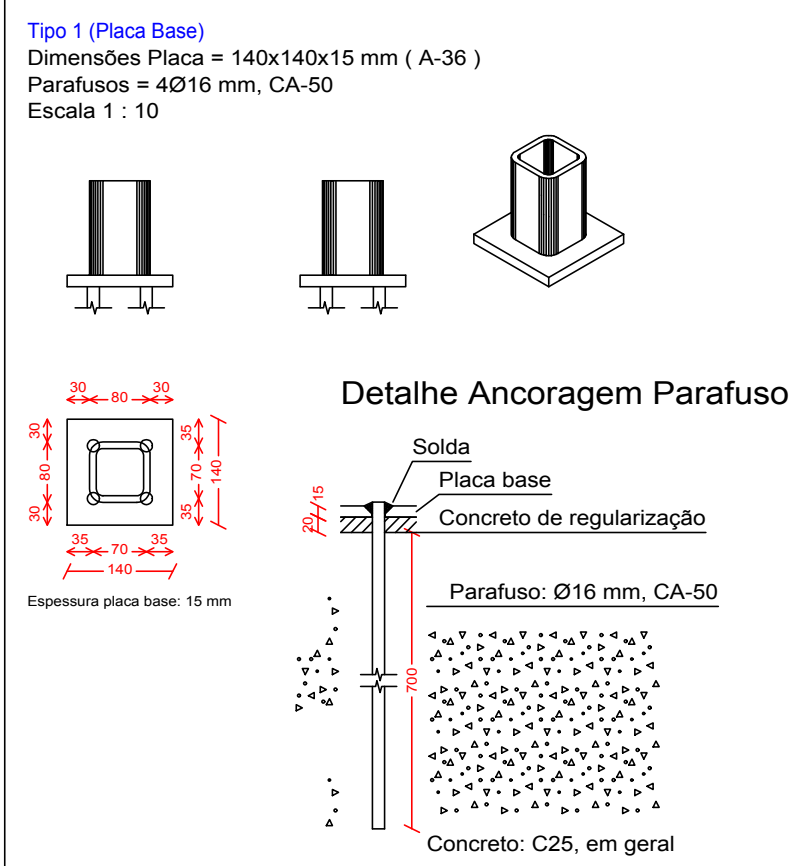 Tipo 1 (Placa Base)
Dimensões Placa = 140x140x15 mm ( A-36 )
Parafusos = 4Ø16 mm, CA-50
Escala 1 : 10
Detalhe Ancoragem Parafuso
30 80 30
30
80
30
35
70
35
140
35 70 35
140
Espessura placa base: 15 mm
Solda
Placa base
Concreto de regularização
15
20
Parafuso: Ø16 mm, CA-50
700
Concreto: C25, em geral